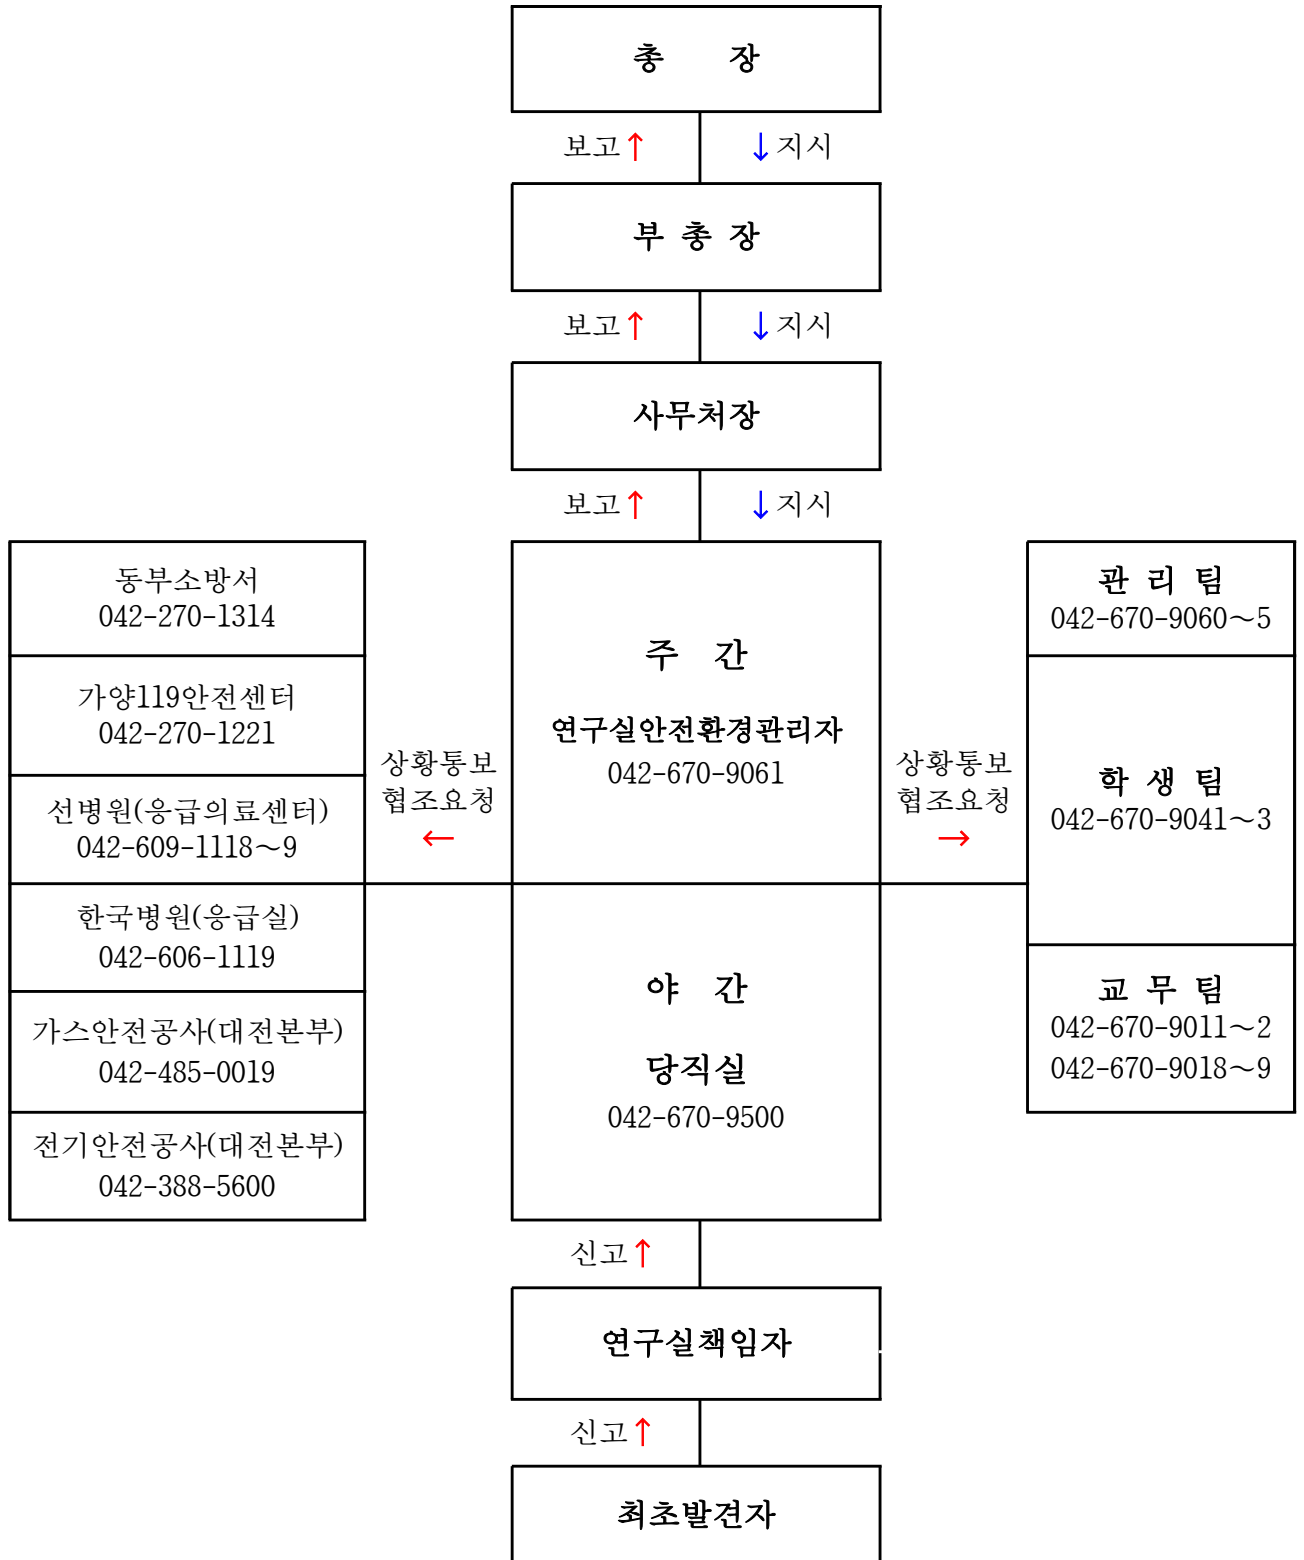 총 장
보고↑ ↓지시
부 총 장
보고↑ ↓지시
사무처장
보고↑ ↓지시
동부소방서
042-270-1314
가양119안전센터
042-270-1221
선병원(응급의료센터)
042-609-1118~9
한국병원(응급실)
042-606-1119
가스안전공사(대전본부)
042-485-0019
전기안전공사(대전본부)
042-388-5600
상황통보
협조요청
←
주 간
연구실안전환경관리자
042-670-9061
야 간
당직실
042-670-9500
상황통보
협조요청
→
관 리 팀
042-670-9060~5
학 생 팀
042-670-9041~3
교 무 팀
042-670-9011~2
042-670-9018~9
신고↑
연구실책임자
신고↑
최초발견자